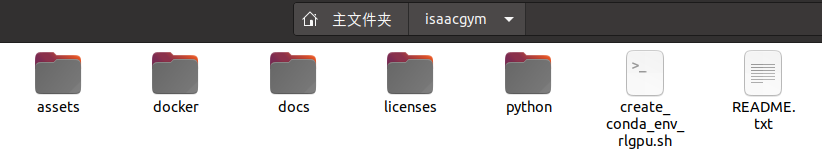 主文件夹 isaacgym
assets docker docs licenses python create_ README.
conda_env_ txt
rlgpu.sh